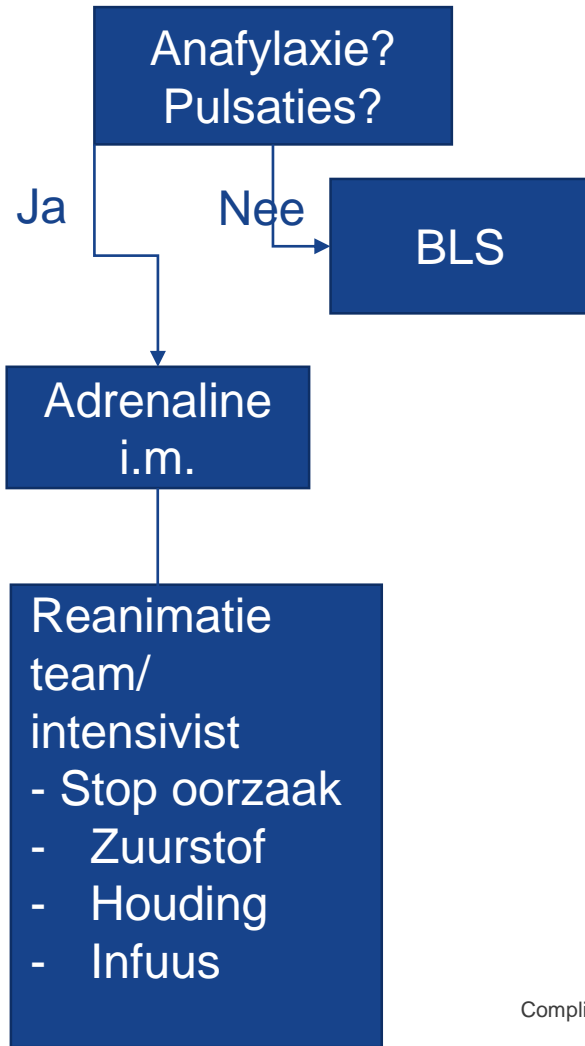 Anafylaxie?
Pulsaties?
Ja
Nee
BLS
Adrenaline
i.m.
Reanimatie
team/
intensivist
- Stop oorzaak
- Zuurstof
- Houding
- Infuus